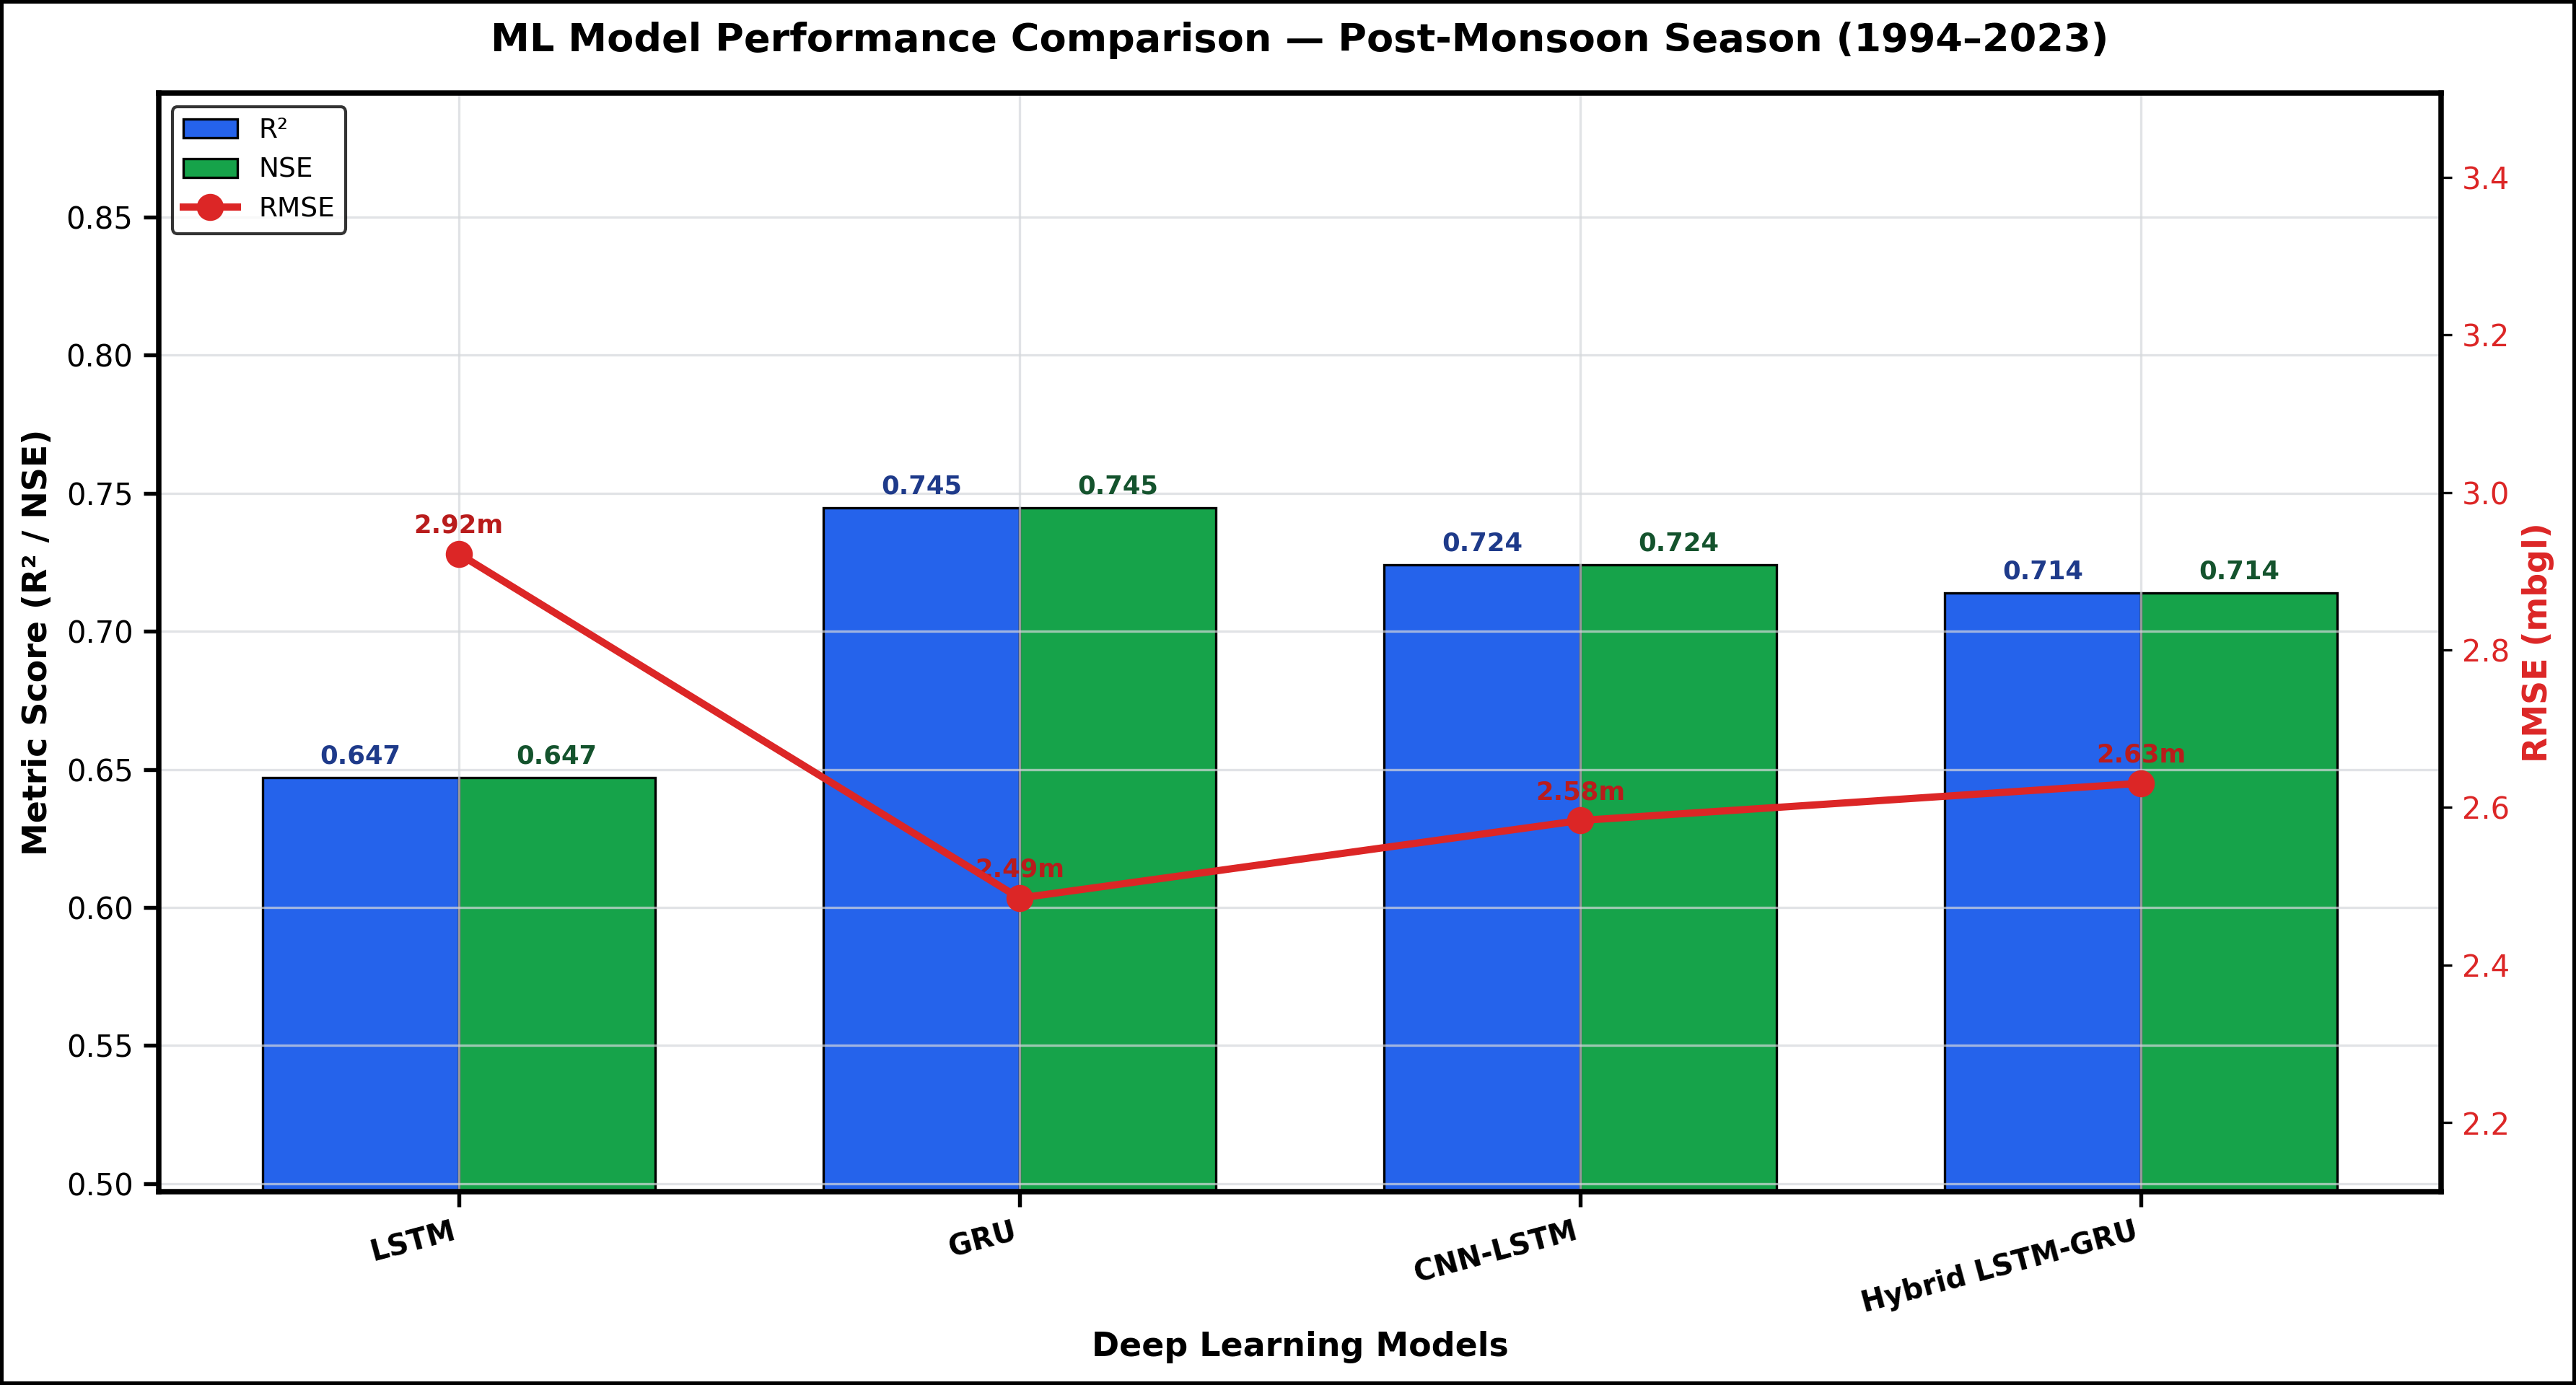 ML Model Performance Comparison — Post-Monsoon Season (1994–2023)
R²
NSE
RMSE
Metric Score (R² / NSE)
0.85
0.80
0.75
0.70
0.65
0.60
0.55
0.50
0.647
0.647
2.92m
0.745
0.745
2.49m
0.724
0.724
2.58m
0.714
0.714
2.63m
3.4
3.2
3.0
2.8
2.6
2.4
2.2
RMSE (mbgl)
LSTM
GRU
CNN-LSTM
Hybrid LSTM-GRU
Deep Learning Models